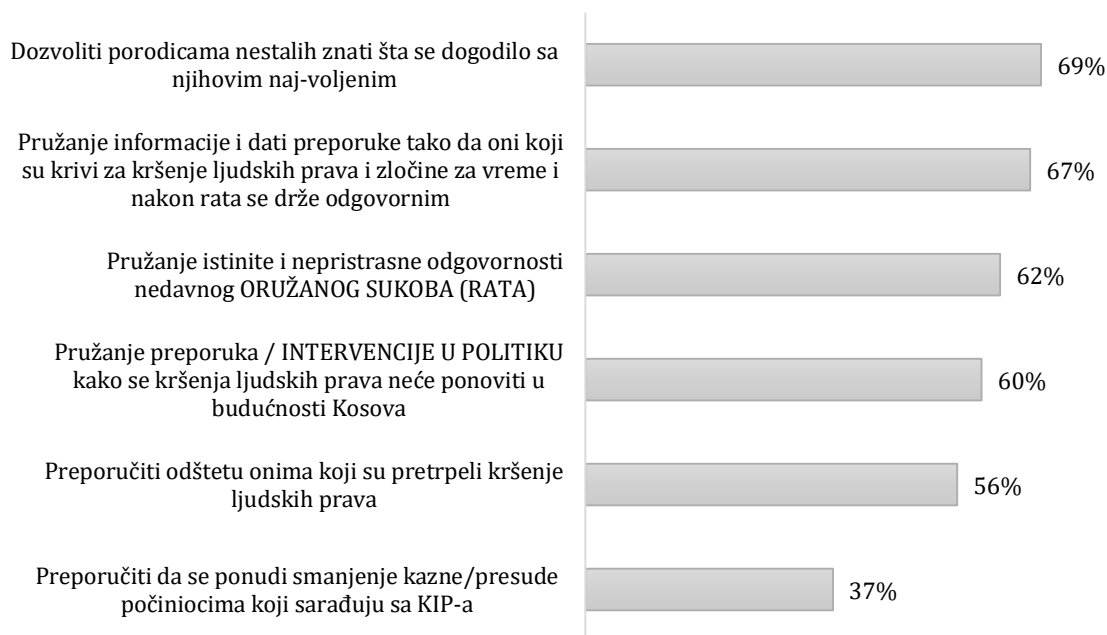 Dozvoliti porodicama nestalih znati šta se dogodilo sa
njihovim naj-voljenim
69%
Pružanje informacije i dati preporuke tako da oni koji
su krivi za kršenje ljudskih prava i zločine za vreme i
nakon rata se drže odgovornim
67%
Pružanje istinite i nepristrasne odgovornosti
nedavnog ORUŽANOG SUKOBA (RATA)
62%
Pružanje preporuka / INTERVENCIJE U POLITIKU
kako se kršenja ljudskih prava neće ponoviti u
budućnosti Kosova
60%
Preporučiti odštetu onima koji su pretrpeli kršenje
ljudskih prava
56%
Preporučiti da se ponudi smanjenje kazne/presude
počiniocima koji sarađuju sa KIP-a
37%